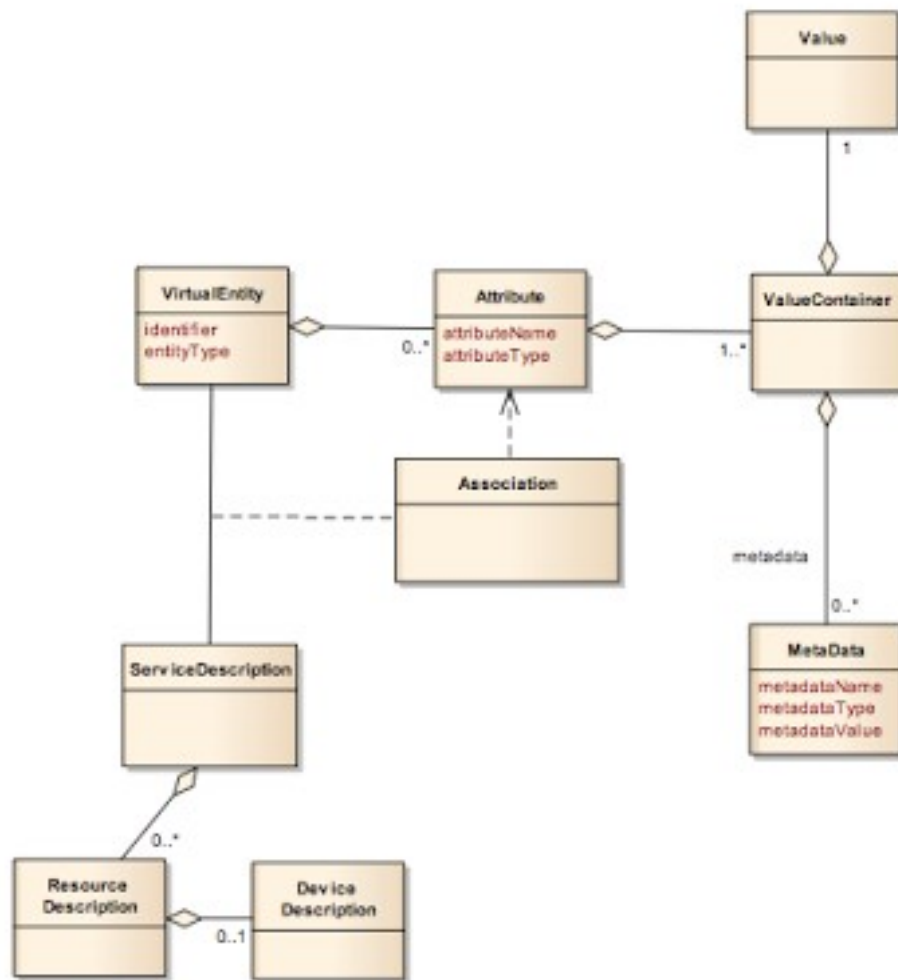 Value
1
VirtualEntity
identifier
entityType
0..*
Attribute
attributeName
attributeType
1..*
ValueContainer
Association
metadata
0..*
MetaData
metadataName
metadataType
metadataValue
ServiceDescription
0..*
Resource
Description
0..1
Device
Description